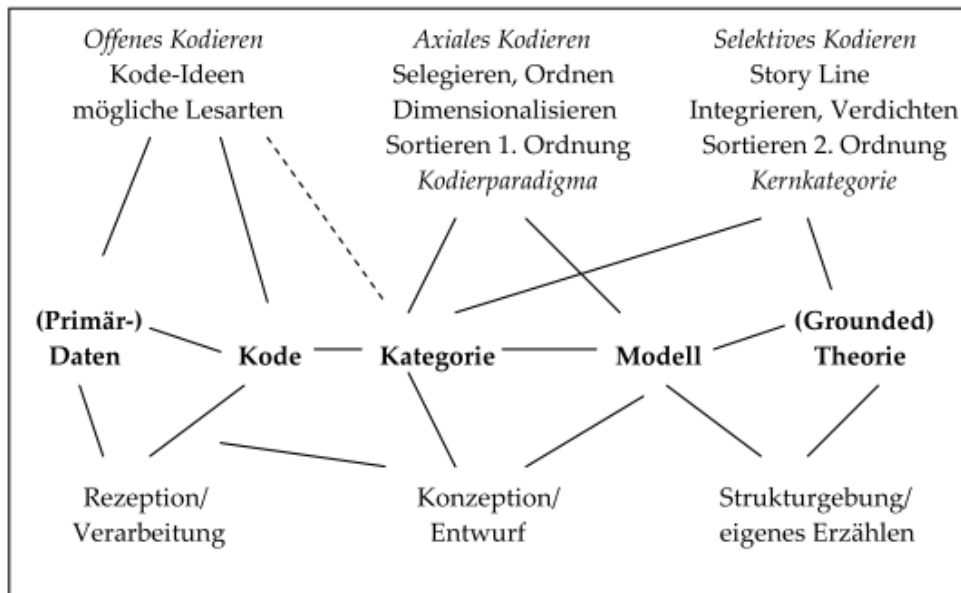 Offenes Kodieren
Kode-Ideen
mögliche Lesarten
Axiales Kodieren
Selegieren, Ordnen
Dimensionalisieren
Sortieren 1. Ordnung
Kodierparadigma
Selektives Kodieren
Story Line
Integrieren, Verdichten
Sortieren 2. Ordnung
Kernkategorie
(Primär-)
Daten
Kode
Kategorie
Modell
(Grounded)
Theorie
Rezeption/
Verarbeitung
Konzeption/
Entwurf
Strukturgebung/
eigenes Erzählen